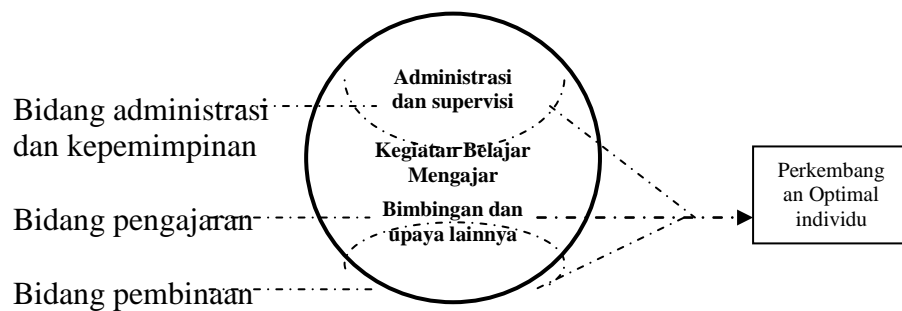 Administrasi
dan supervisi
Bidang administrasi
dan kepemimpinan
Kegiatan Belajar
Mengajar
Bidang pengajaran
Bimbingan dan
upaya lainnya
Bidang pembinaan
Perkembang
an Optimal
individu